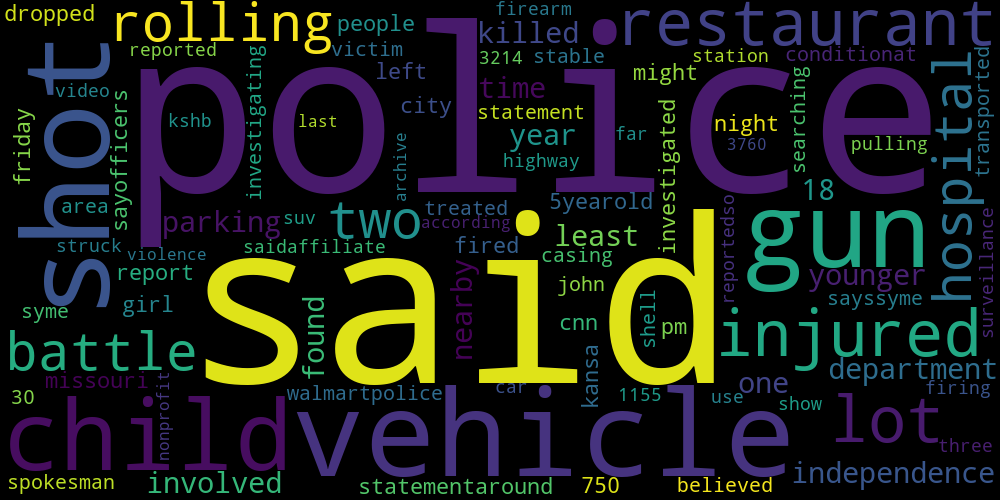 dropped
rolling
people
firearm
killed
restaurant
reported
victim
3214
stable
station
conditionat
shot
police
video
investigating
left
time
might
hospital
transported
friday
sayofficers
kshb
last
city
statement
year
far
night
searching
pulling
archive
highway
investigated
3760
area
parking
suv
two
treated
according
5yearold
18
gun
struck
violence
saidaffiliate
fired
least
casing
reportedso
surveillance
report
said
nearby
john
younger
syme
girl
found
cnn
shell
pm
sayssyme
injured
battle
kansa
department
missouri
nonprofit
walmartpolice
car
1155
use
one
show
firing
30
child
vehicle
lot
three
spokesman
involved
statementaround
750
believed
independence